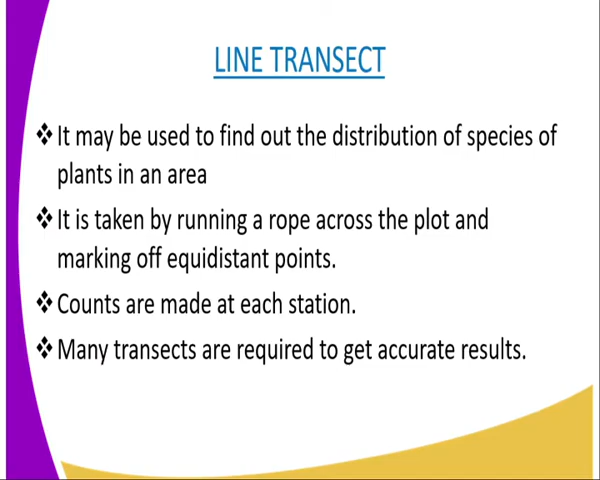 LINE TRANSECT
❖It may be used to find out the distribution of species of
plants in an area
❖It is taken by running a rope across the plot and
marking off equidistant points.
❖Counts are made at each station.
❖Many transects are required to get accurate results.